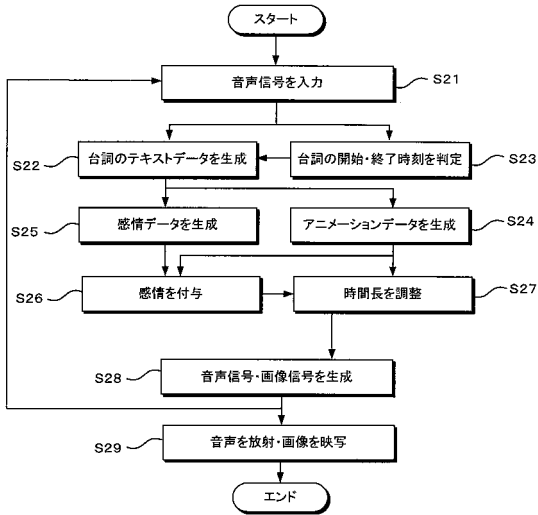 スタート
音声信号を入力
S21
S22
台詞のテキストデータを生成
台詞の開始・終了時刻を判定
S23
S25
感情データを生成
アニメーションデータを生成
S24
S26
感情を付与
時間長を調整
S27
S28
音声信号・画像信号を生成
S29
音声を放射・画像を映写
エンド